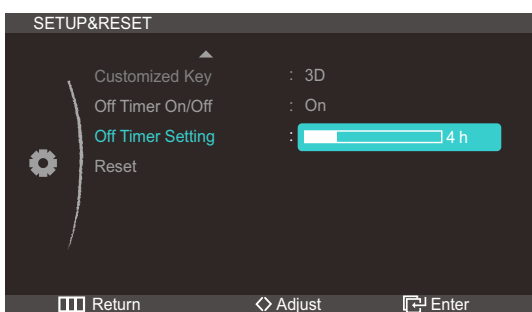 SETUP&RESET
Customized Key : 3D
Off Timer On/Off : On
Off Timer Setting : 4 h
Reset
Return Adjust Enter